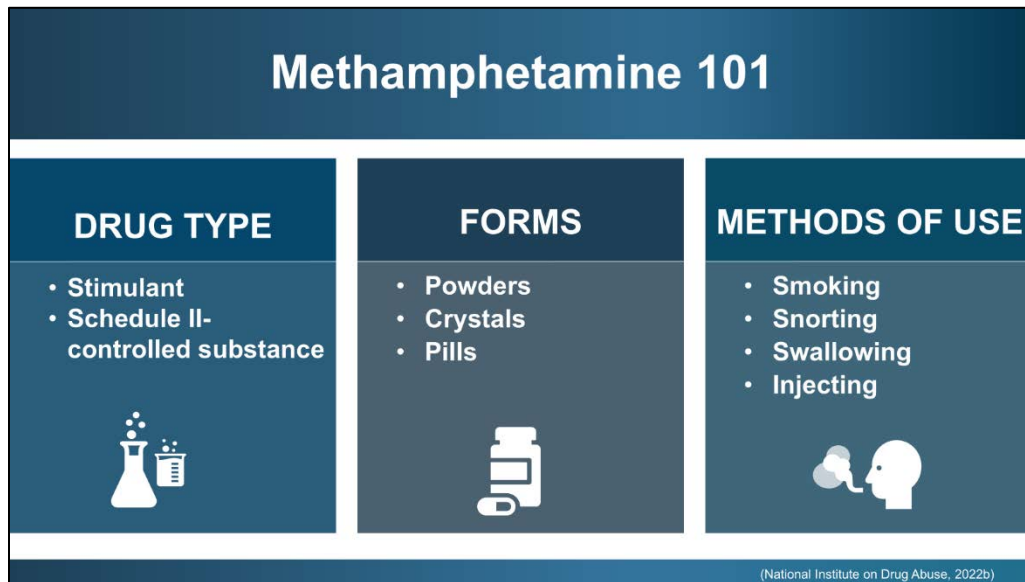 Methamphetamine 101
DRUG TYPE
• Stimulant
• Schedule II-
controlled substance
FORMS
• Powders
• Crystals
• Pills
METHODS OF USE
• Smoking
• Snorting
• Swallowing
• Injecting
(National Institute on Drug Abuse, 2022b)